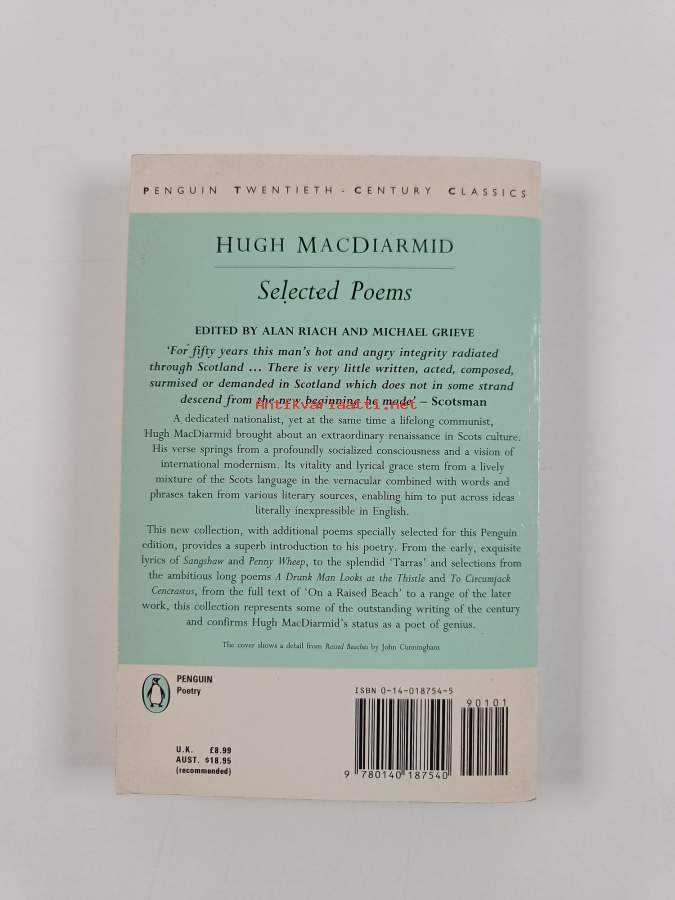 PENGUIN TWENTIETH-CENTURY CLASSICS
HUGH MACDIARMID
Selected Poems
EDITED BY ALAN RIACH AND MICHAEL GRIEVE
'For fifty years this man's hot and angry integrity radiated
through Scotland ... There is very little written, acted, composed,
surmised or demanded in Scotland which does not in some strand
descend from the new beginning he made' – Scotsman
Antikvariaatti.net
A dedicated nationalist, yet at the same time a lifelong communist,
Hugh MacDiarmid brought about an extraordinary renaissance in Scots culture.
His verse springs from a profoundly socialized consciousness and a vision of
international modernism. Its vitality and lyrical grace stem from a lively
mixture of the Scots language in the vernacular combined with words and
phrases taken from various literary sources, enabling him to put across ideas
literally inexpressible in English.
This new collection, with additional poems specially selected for this Penguin
edition, provides a superb introduction to his poetry. From the early, exquisite
lyrics of Sangshaw and Penny Wheep, to the splendid 'Tarras' and selections from
the ambitious long poems A Drunk Man Looks at the Thistle and To Circumjack
Cencrastus, from the full text of 'On a Raised Beach' to a range of the later
work, this collection represents some of the outstanding writing of the century
and confirms Hugh MacDiarmid's status as a poet of genius.
The cover shows a detail from Raised Beaches by John Cunningham
PENGUIN
Poetry
U.K. £8.99
AUST. $18.95
(recommended)
ISBN 0-14-018754-5
90101
9 780140 187540